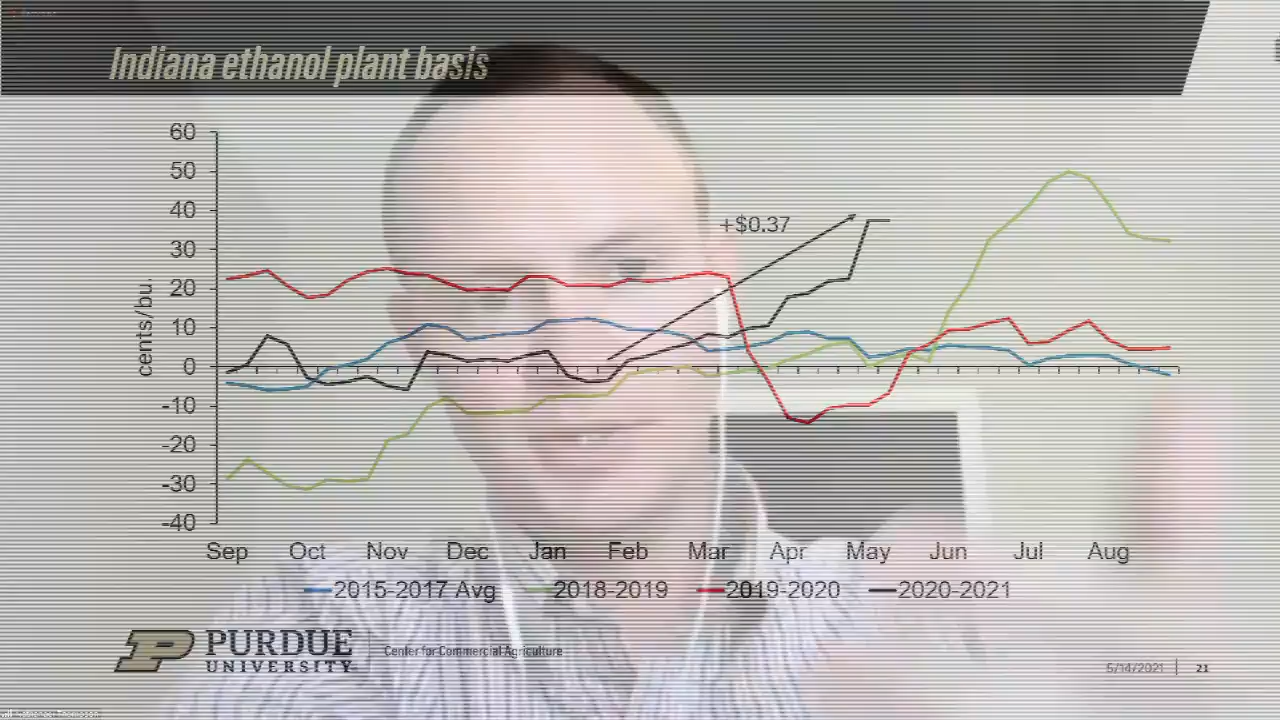 Indiana ethanol plant basis
60
50
40
30
20
10
0
-10
-20
-30
-40
cents/bu.
+$0.37
Sep Oct Nov Dec Jan Feb Mar Apr May Jun Jul Aug
2015-2017 Avg 2018-2019 2019-2020 2020-2021
PURDUE
UNIVERSITY
Center for Commercial Agriculture
5/14/2021 21